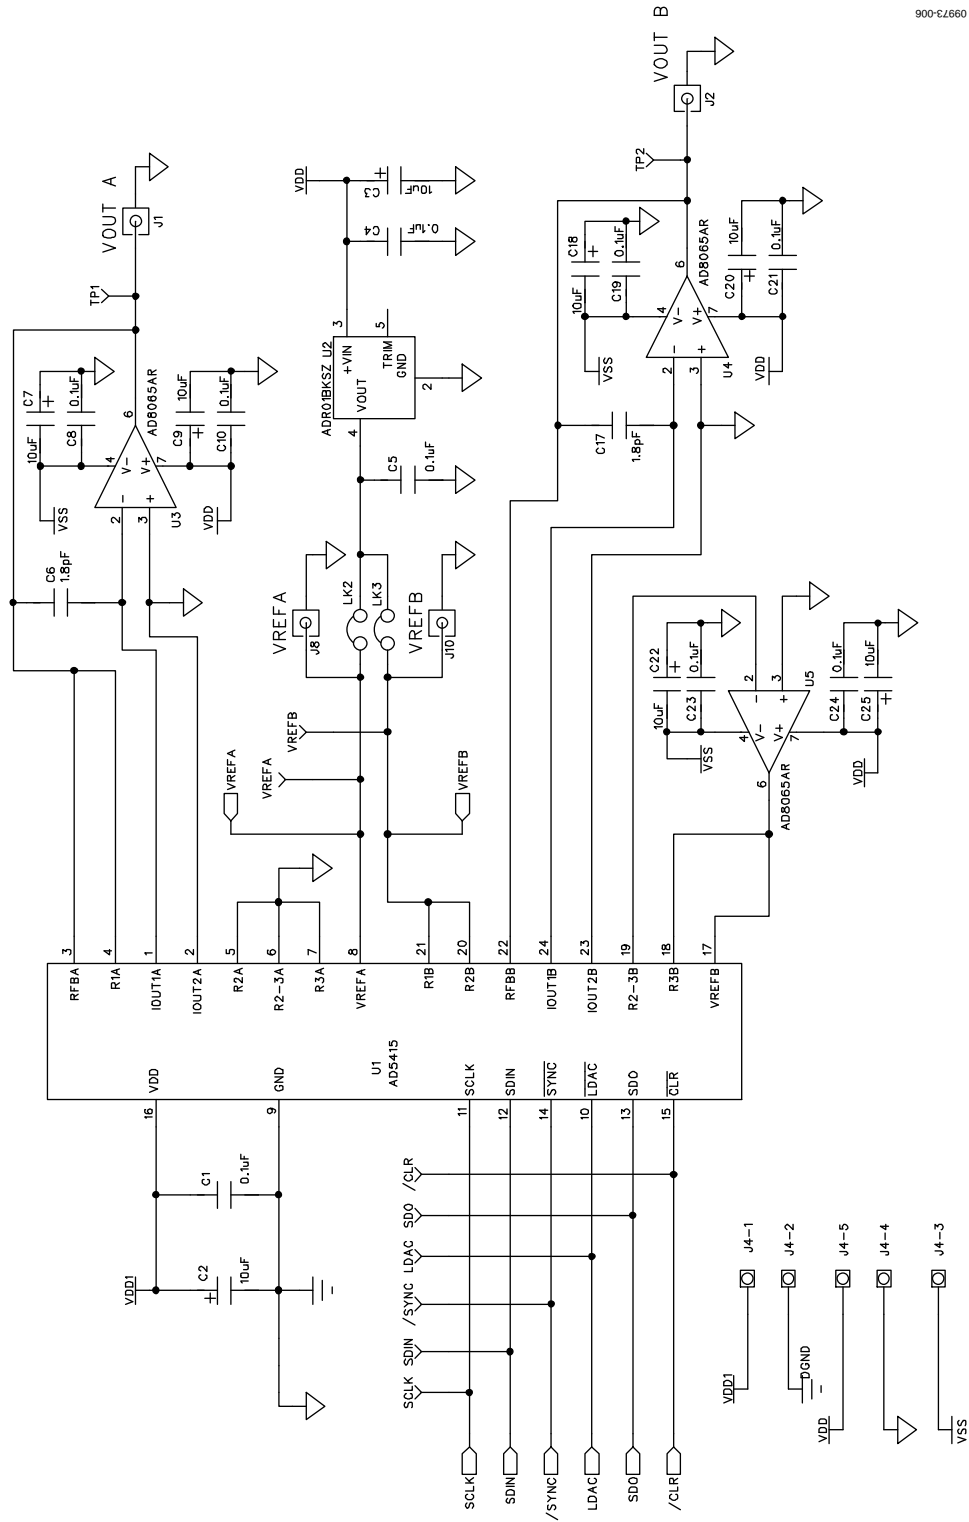 09973-006
VOUT B
J2
TP2
VOUT A
J1
TP1
VDD
C3
+
10uF
C4
0.1uF
C7
+
10uF
C8
0.1uF
VSS
AD8065AR
6
4
V-
V+
7
2
-
3
+
U3
C9
10uF
+
C10
0.1uF
VDD
C6
1.8pF
ADR01BKSZ U2
3
+VIN
5
TRIM
GND
2
VOUT
4
C5
0.1uF
C18
+
10uF
C19
0.1uF
VSS
AD8065AR
6
4
V-
V+
7
2
-
3
+
U4
C20
10uF
+
C21
0.1uF
VDD
C17
1.8pF
VREFA
J8
LK2
LK3
VREFB
J10
VREFB
VREFA
VREFA
VREFB
C22
+
10uF
C23
0.1uF
VSS
2
-
3
+
U5
4
V-
V+
7
6
AD8065AR
C24
0.1uF
C25
10uF
+
VDD
3
RFBA
4
R1A
1
IOUT1A
2
IOUT2A
5
R2A
6
R2-3A
7
R3A
8
VREFA
21
R1B
20
R2B
22
RFBB
24
IOUT1B
23
IOUT2B
19
R2-3B
18
R3B
17
VREFB
U1
AD5415
VDD
16
GND
9
SCLK
11
SDIN
12
SYNC
14
LDAC
10
SDO
13
CLR
15
C1
0.1uF
VDD1
C2
+
10uF
/CLR
SDO
LDAC
/SYNC
SDIN
SCLK
SCLK
SDIN
/SYNC
LDAC
SDO
/CLR
J4-1
VDD1
J4-2
DGND
J4-5
VDD
J4-4
J4-3
VSS